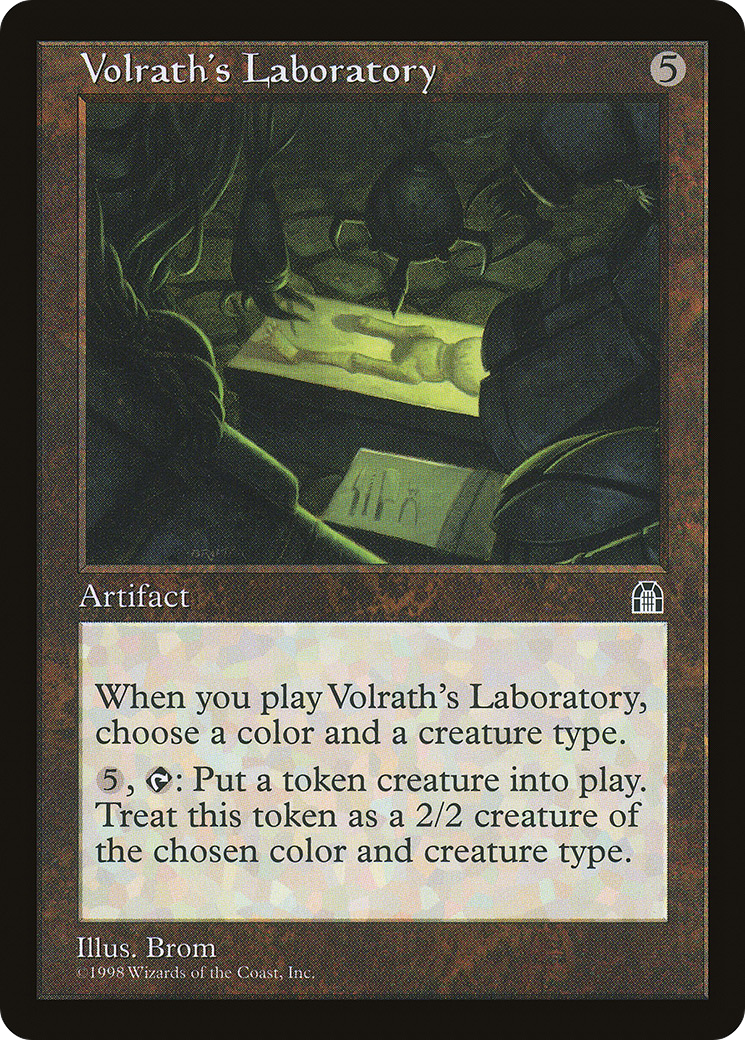 Volrath's Laboratory 5
Artifact
When you play Volrath's Laboratory,
choose a color and a creature type.
5, : Put a token creature into play.
Treat this token as a 2/2 creature of
the chosen color and creature type.
Illus. Brom
©1998 Wizards of the Coast, Inc.